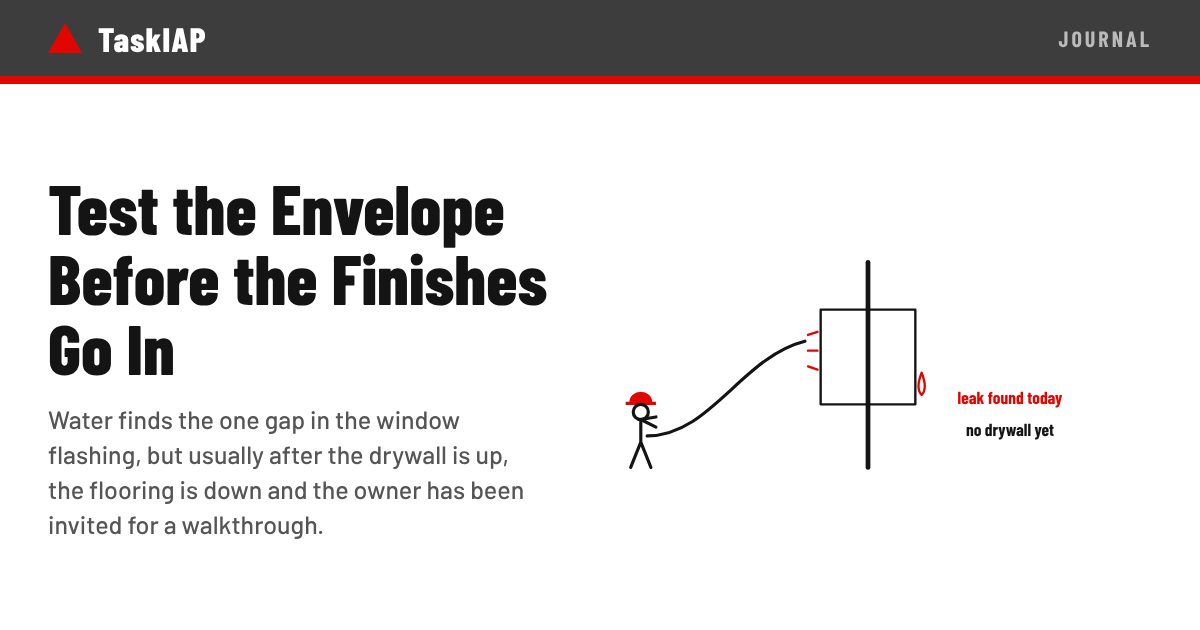 TaskIAP
JOURNAL
Test the Envelope
Before the Finishes
Go In
Water finds the one gap in the window
flashing, but usually after the drywall is up,
the flooring is down and the owner has been
invited for a walkthrough.
leak found today
no drywall yet